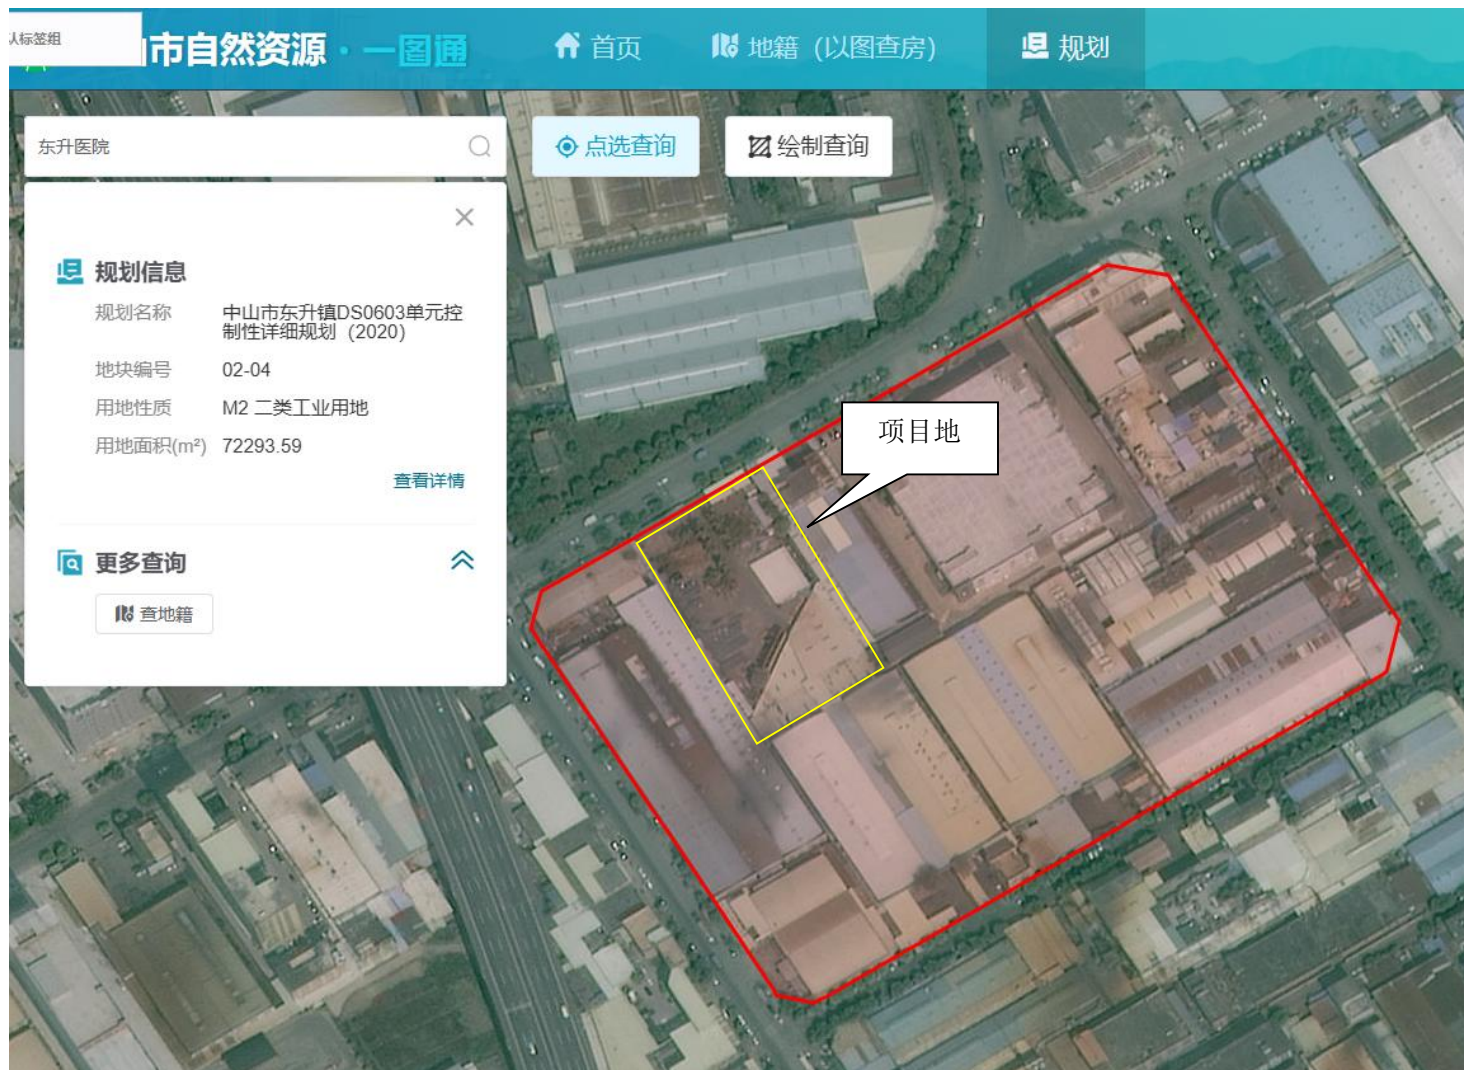 认标签组
山市自然资源·一图通
首页
地籍（以图查房）
规划
东升医院
点选查询
绘制查询
规划信息
规划名称 中山市东升镇DS0603单元控
制性详细规划（2020）
地块编号 02-04
用地性质 M2 二类工业用地
用地面积(m²) 72293.59
查看详情
更多查询
查地籍
项目地